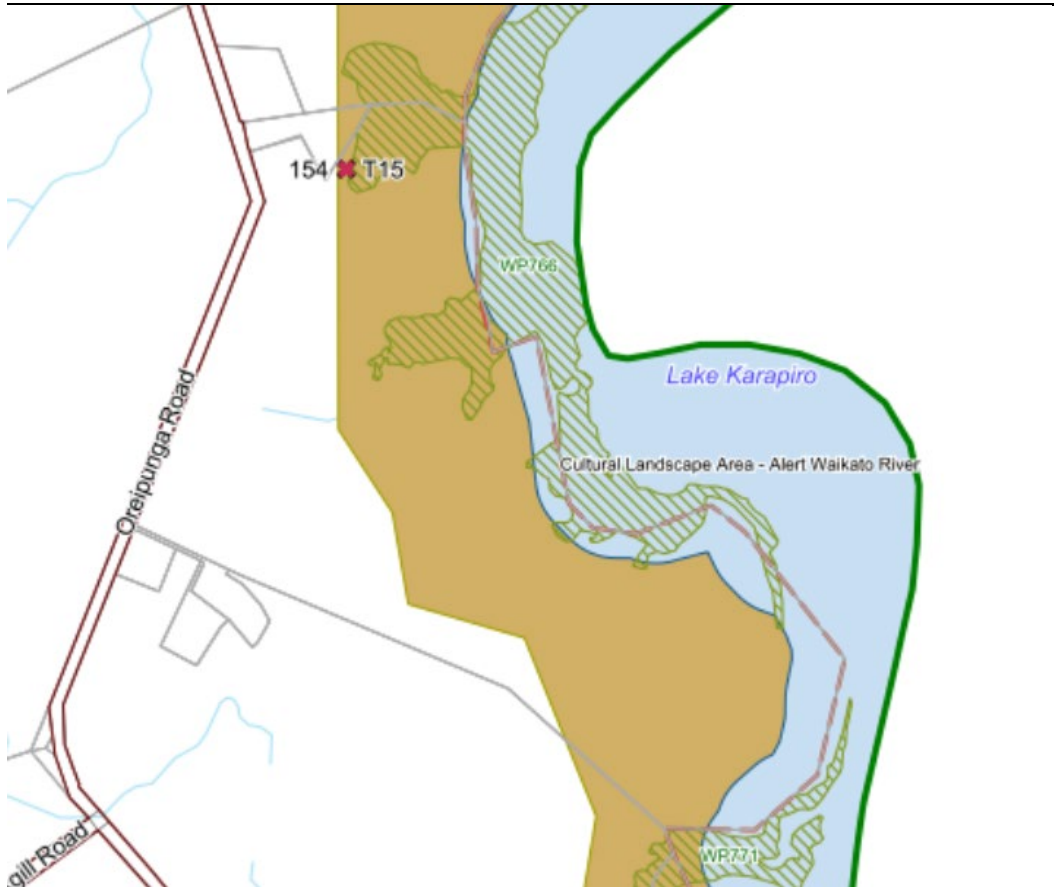 154 T15
WP766
Lake Karapiro
Oreipunga Road
Cultural Landscape Area - Alert Waikato River
gill Road
WP771